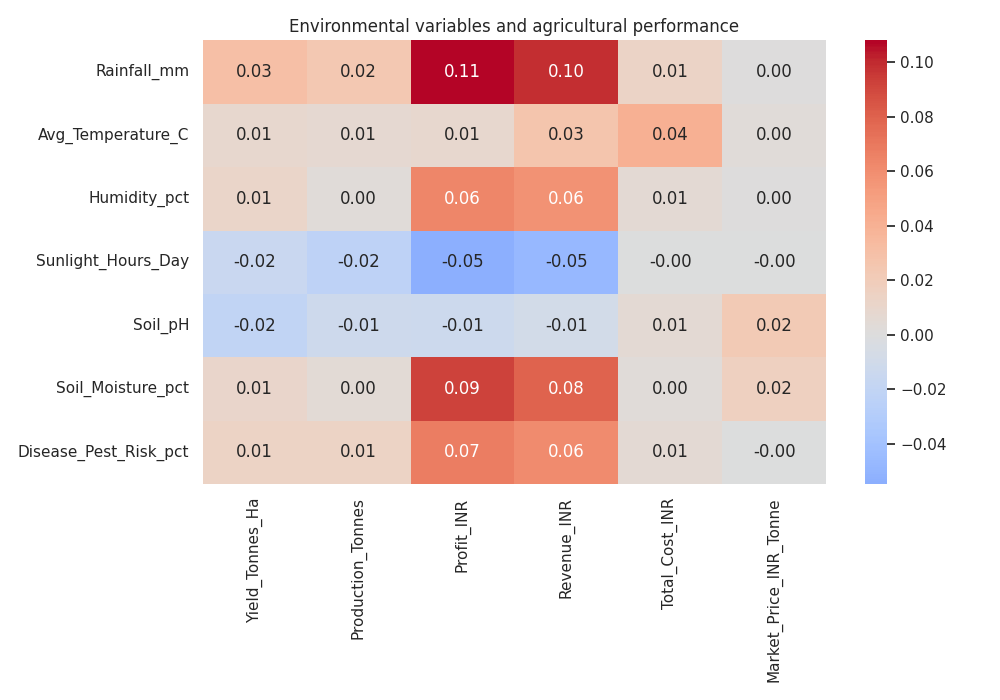 Environmental variables and agricultural performance
Rainfall_mm 0.03 0.02 0.11 0.10 0.01 0.00
Avg_Temperature_C 0.01 0.01 0.01 0.03 0.04 0.00
Humidity_pct 0.01 0.00 0.06 0.06 0.01 0.00
Sunlight_Hours_Day -0.02 -0.02 -0.05 -0.05 -0.00 -0.00
Soil_pH -0.02 -0.01 -0.01 -0.01 0.01 0.02
Soil_Moisture_pct 0.01 0.00 0.09 0.08 0.00 0.02
Disease_Pest_Risk_pct 0.01 0.01 0.07 0.06 0.01 -0.00
Yield_Tonnes_Ha
Production_Tonnes
Profit_INR
Revenue_INR
Total_Cost_INR
Market_Price_INR_Tonne
0.10
0.08
0.06
0.04
0.02
0.00
−0.02
−0.04